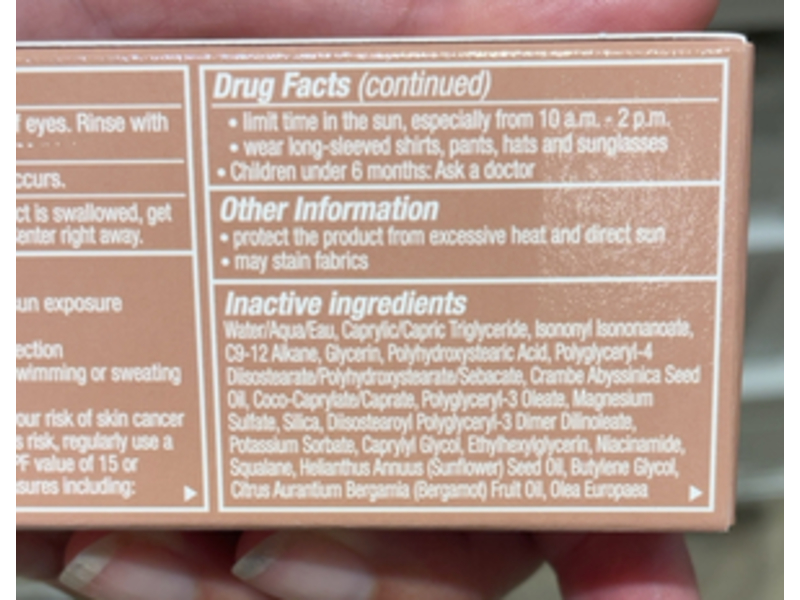 f eyes. Rinse with
ccurs.
ct is swallowed, get
enter right away.
un exposure
ection
wimming or sweating
our risk of skin cancer
s risk, regularly use a
PF value of 15 or
sures including:
Drug Facts (continued)
• limit time in the sun, especially from 10 a.m. - 2 p.m.
• wear long-sleeved shirts, pants, hats and sunglasses
• Children under 6 months: Ask a doctor
Other Information
• protect the product from excessive heat and direct sun
• may stain fabrics
Inactive ingredients
Water/Aqua/Eau, Caprylic/Capric Triglyceride, Isononyl Isononanoate,
C9-12 Alkane, Glycerin, Polyhydroxystearic Acid, Polyglyceryl-4
Diisostearate/Polyhydroxystearate/Sebacate, Crambe Abyssinica Seed
Oil, Coco-Caprylate/Caprate, Polyglyceryl-3 Oleate, Magnesium
Sulfate, Silica, Diisostearoyl Polyglyceryl-3 Dimer Dilinoleate,
Potassium Sorbate, Caprylyl Glycol, Ethylhexylglycerin, Niacinamide,
Squalane, Helianthus Annuus (Sunflower) Seed Oil, Butylene Glycol,
Citrus Aurantium Bergamia (Bergamot) Fruit Oil, Olea Europaea